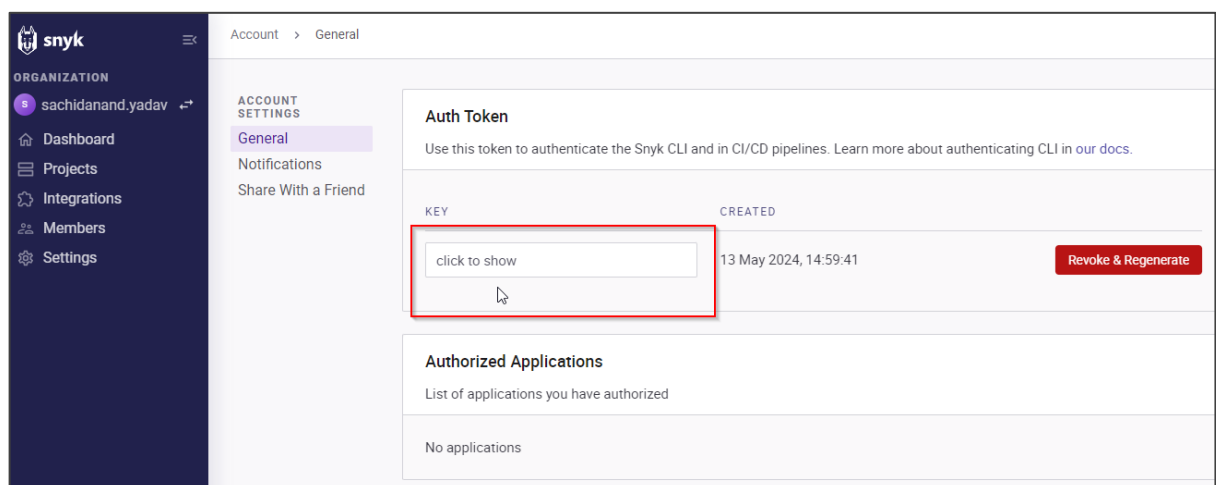 snyk
ORGANIZATION
S sachidanand.yadav
Dashboard
Projects
Integrations
Members
Settings
Account > General
ACCOUNT
SETTINGS
General
Notifications
Share With a Friend
Auth Token
Use this token to authenticate the Snyk CLI and in CI/CD pipelines. Learn more about authenticating CLI in our docs.
KEY CREATED
click to show 13 May 2024, 14:59:41 Revoke & Regenerate
Authorized Applications
List of applications you have authorized
No applications